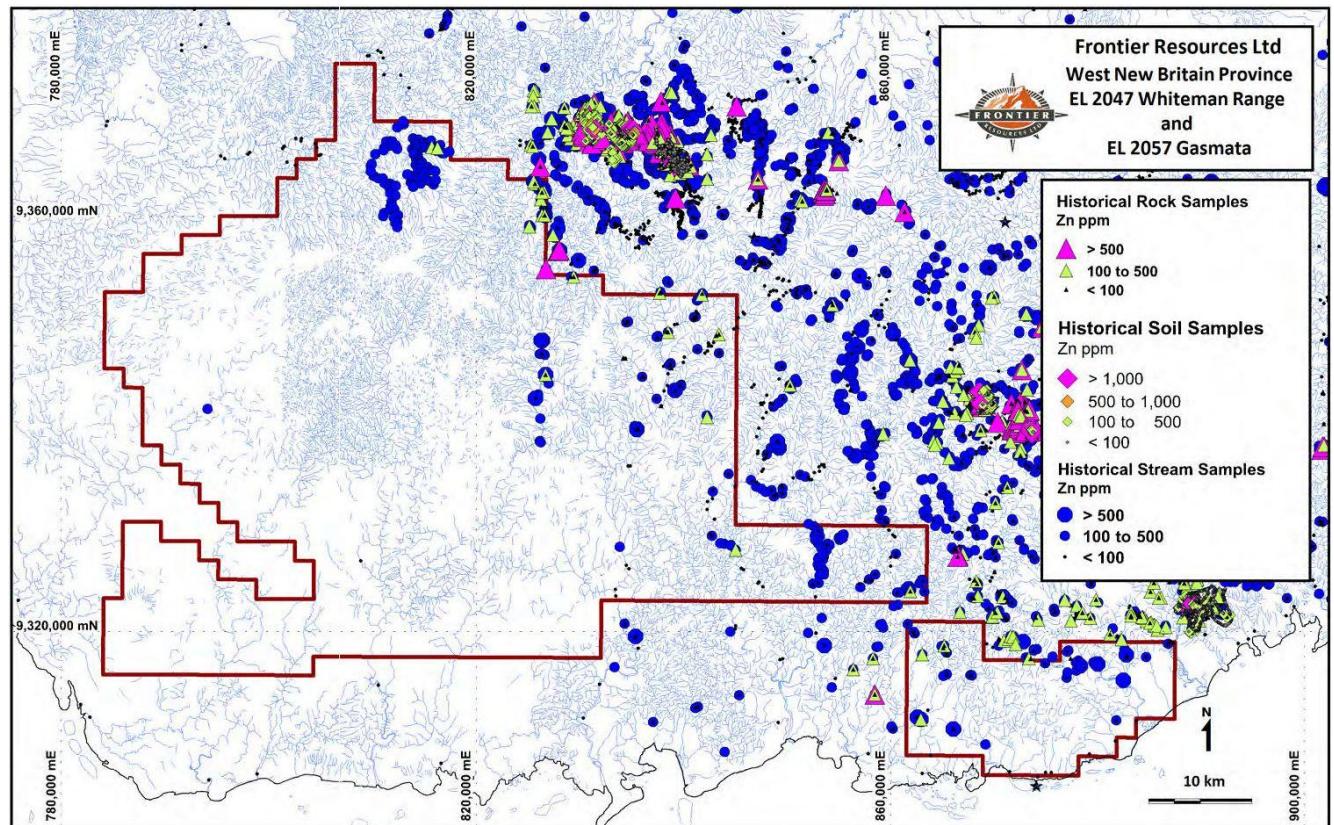 780,000 mE
820,000 mE
860,000 mE
Frontier Resources Ltd
West New Britain Province
EL 2047 Whiteman Range
and
EL 2057 Gasmata
FRONTIER
RESOURCES LTD
9,360,000 mN
Historical Rock Samples
Zn ppm
> 500
100 to 500
< 100
Historical Soil Samples
Zn ppm
> 1,000
500 to 1,000
100 to 500
< 100
Historical Stream Samples
Zn ppm
> 500
100 to 500
< 100
9,320,000 mN
N
10 km
780,000 mE
820,000 mE
860,000 mE
900,000 mE